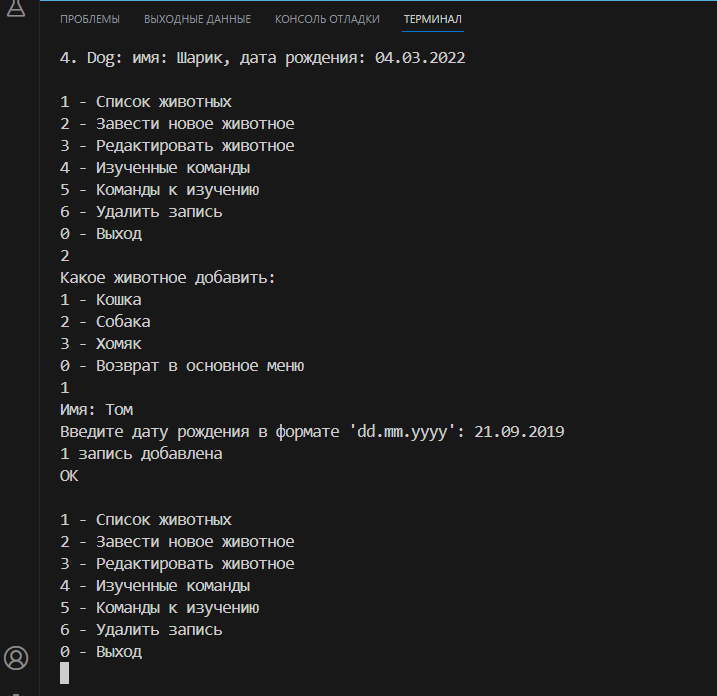 ПРОБЛЕМЫ ВЫХОДНЫЕ ДАННЫЕ КОНСОЛЬ ОТЛАДКИ ТЕРМИНАЛ
4. Dog: имя: Шарик, дата рождения: 04.03.2022
1 - Список животных
2 - Завести новое животное
3 - Редактировать животное
4 - Изученные команды
5 - Команды к изучению
6 - Удалить запись
0 - Выход
2
Какое животное добавить:
1 - Кошка
2 - Собака
3 - Хомяк
0 - Возврат в основное меню
1
Имя: Том
Введите дату рождения в формате 'dd.mm.yyyy': 21.09.2019
1 запись добавлена
ОК
1 - Список животных
2 - Завести новое животное
3 - Редактировать животное
4 - Изученные команды
5 - Команды к изучению
6 - Удалить запись
0 - Выход